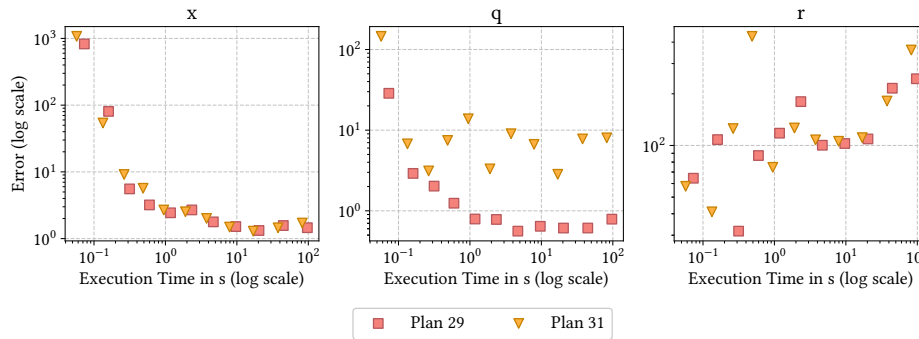 x
q
r
Error (log scale)
10^3
10^2
10^1
10^0
10^2
10^1
10^0
10^2
10^-1 10^0 10^1 10^2
10^-1 10^0 10^1 10^2
10^-1 10^0 10^1 10^2
Execution Time in s (log scale)
Execution Time in s (log scale)
Execution Time in s (log scale)
Plan 29
Plan 31